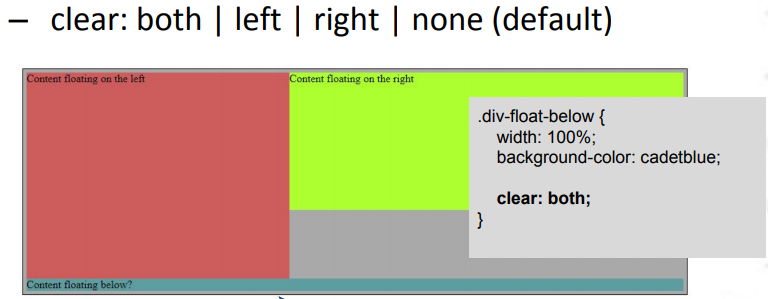 – clear: both | left | right | none (default)
Content floating on the left
Content floating on the right
.div-float-below {
width: 100%;
background-color: cadetblue;
clear: both;
}
Content floating below?